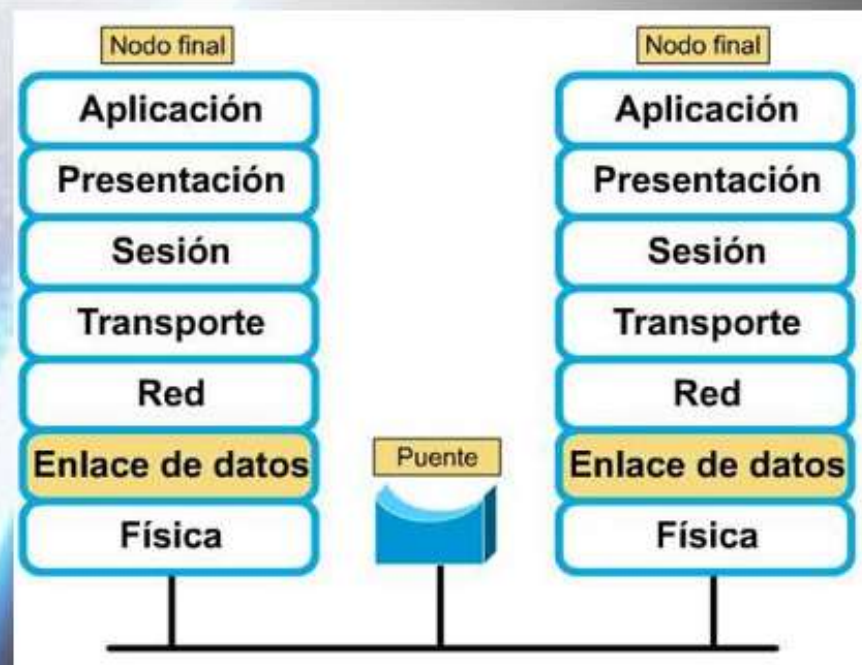 Nodo final
Aplicación
Presentación
Sesión
Transporte
Red
Enlace de datos
Física
Puente
Nodo final
Aplicación
Presentación
Sesión
Transporte
Red
Enlace de datos
Física